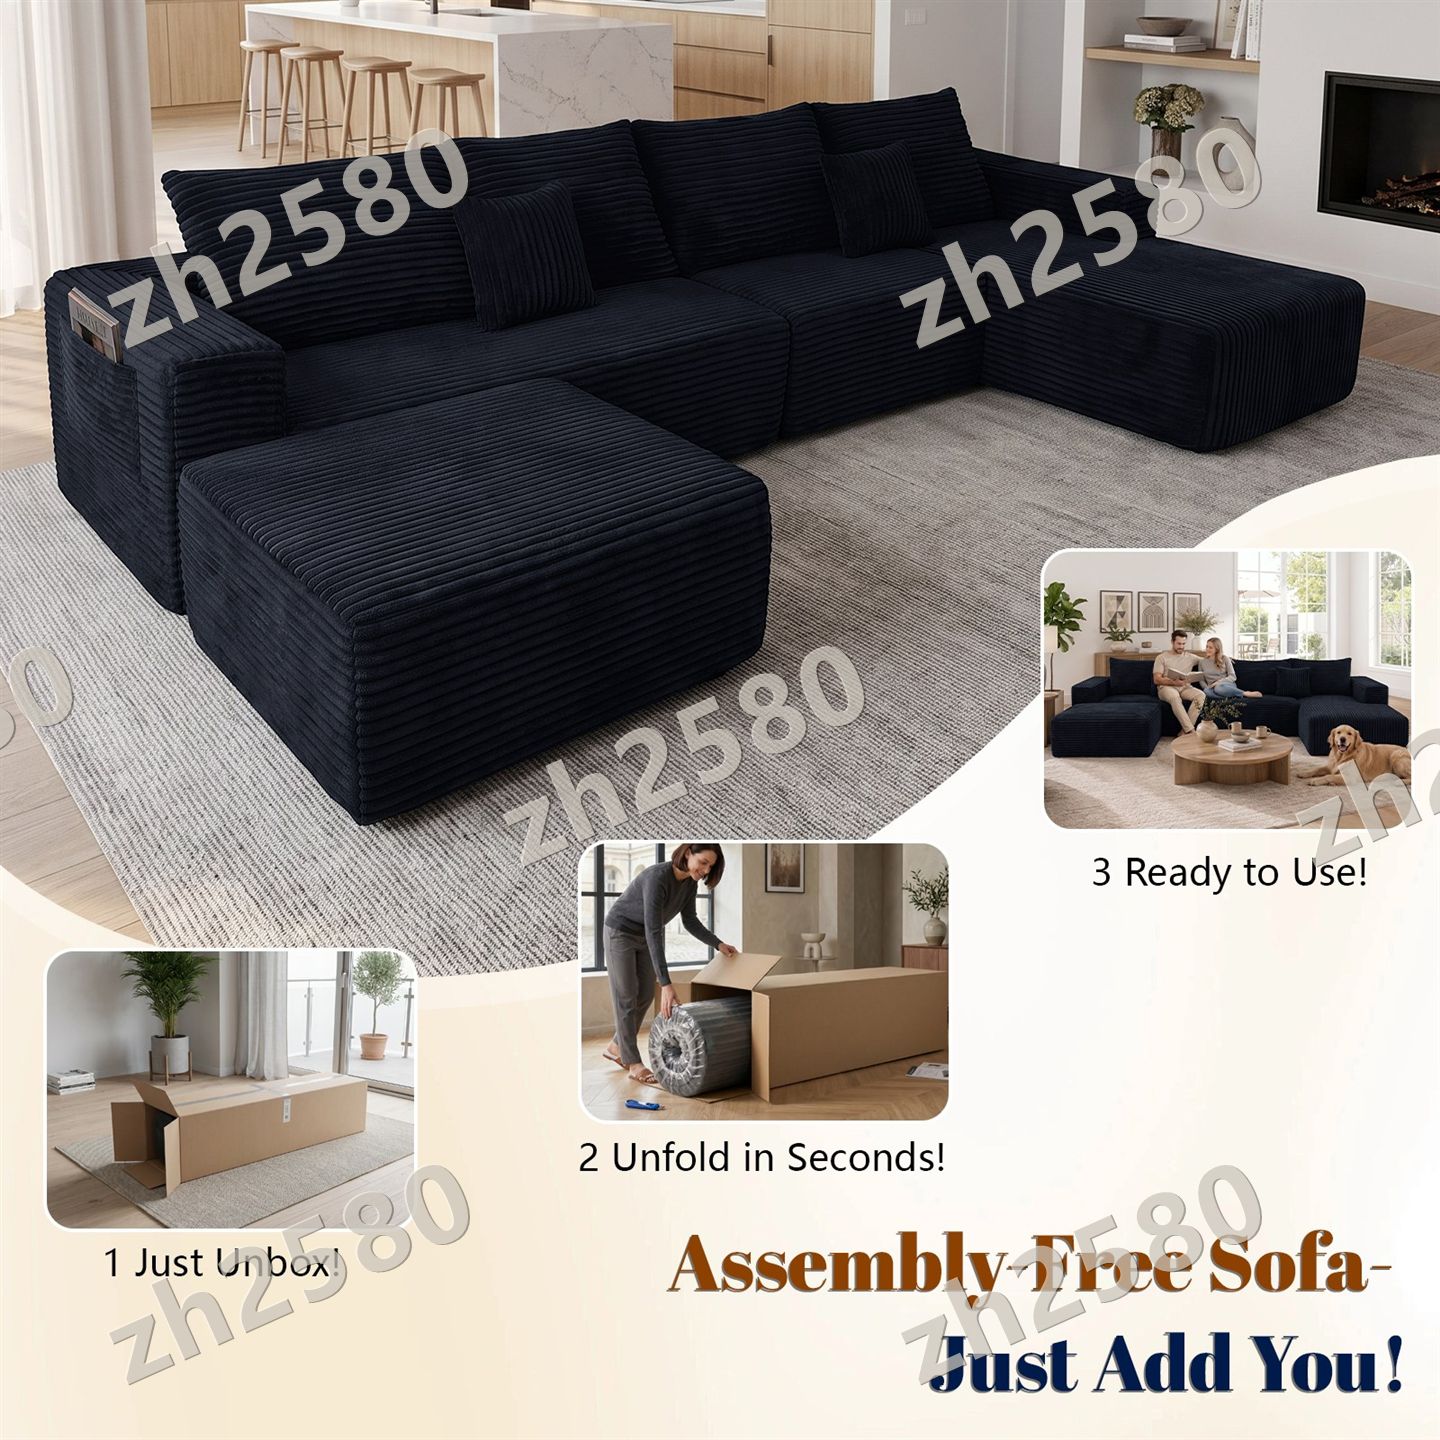 zh2580
zh2580
zh2580
3 Ready to Use!
2 Unfold in Seconds!
1 Just Unbox!
zh2580
zh2580
Assembly-Free Sofa-
Just Add You!